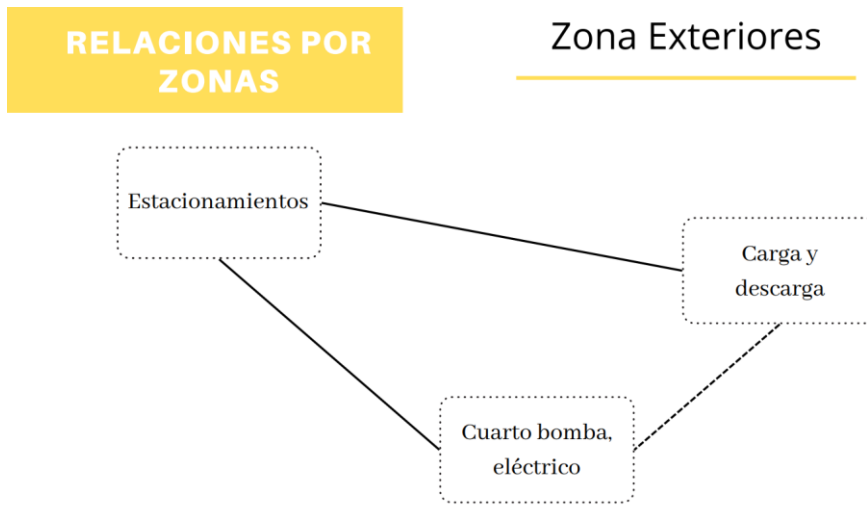 RELACIONES POR
ZONAS
Zona Exteriores
Estacionamientos
Carga y
descarga
Cuarto bomba,
eléctrico